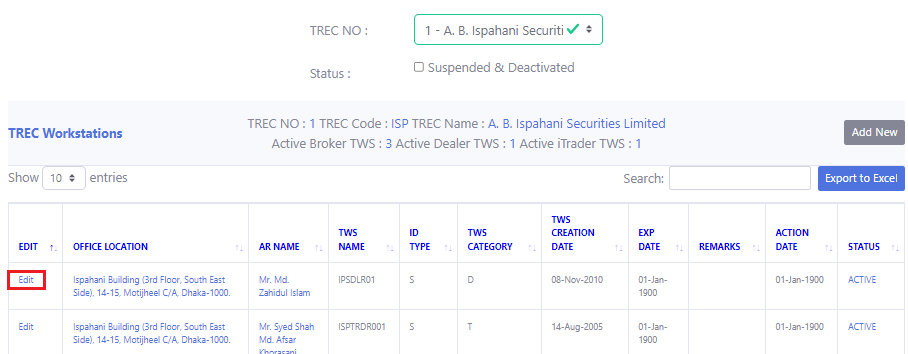 TREC NO :
1 - A. B. Ispahani Securiti
Status :
Suspended & Deactivated
TREC Workstations
TREC NO : 1 TREC Code : ISP TREC Name : A. B. Ispahani Securities Limited
Active Broker TWS : 3 Active Dealer TWS : 1 Active iTrader TWS : 1
Add New
Show 10 entries
Search:
Export to Excel
EDIT
OFFICE LOCATION
AR NAME
TWS
NAME
ID
TYPE
TWS
CATEGORY
TWS
CREATION
DATE
EXP
DATE
REMARKS
ACTION
DATE
STATUS
Edit
Ispahani Building (3rd Floor, South East
Side), 14-15, Motijheel C/A, Dhaka-1000.
Mr. Md.
Zahidul Islam
IPSDLR01
S
D
08-Nov-2010
01-Jan-
1900
01-Jan-1900
ACTIVE
Edit
Ispahani Building (3rd Floor, South East
Side), 14-15, Motijheel C/A, Dhaka-1000.
Mr. Syed Shah
Md. Afsar
Khorasani
ISPTRDR001
S
T
14-Aug-2005
01-Jan-
1900
01-Jan-1900
ACTIVE